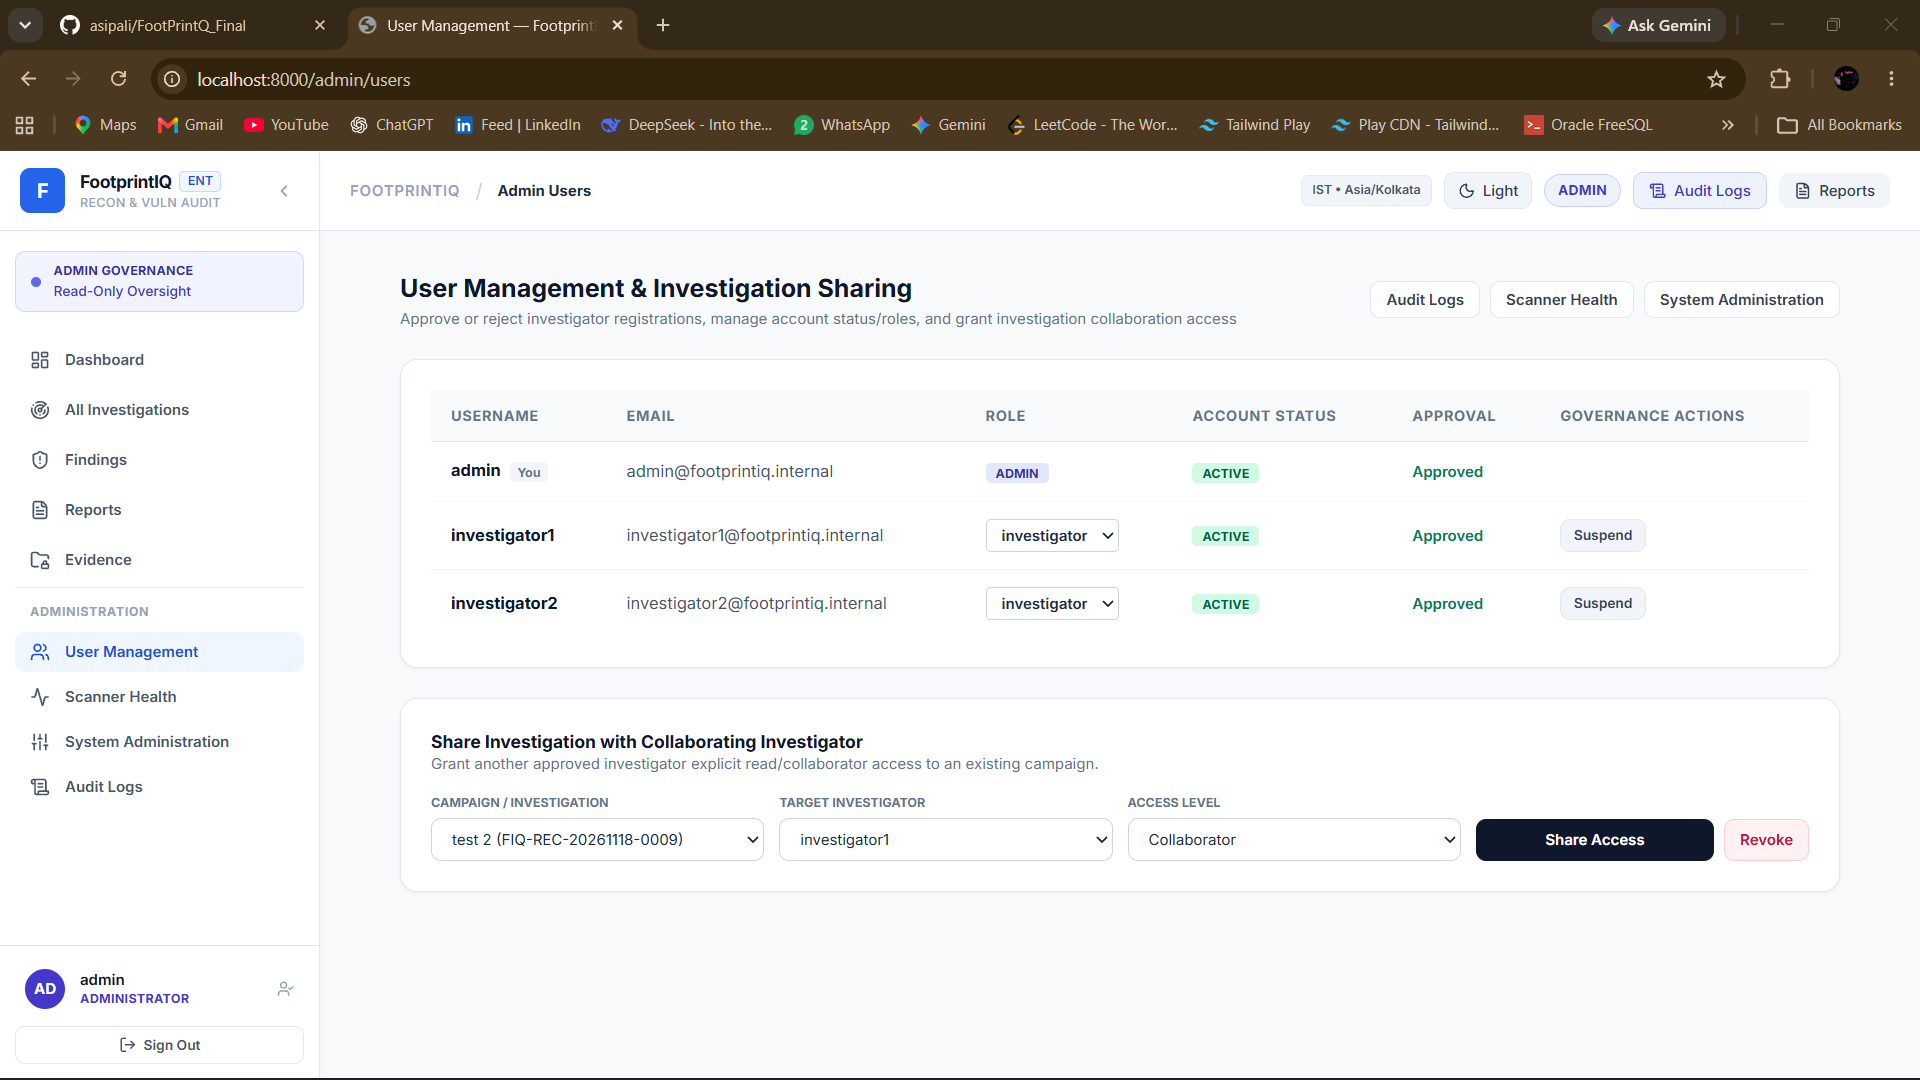 asipali/FootPrintQ_Final
User Management — Footprint
Ask Gemini
localhost:8000/admin/users
Maps
Gmail
YouTube
ChatGPT
Feed | LinkedIn
DeepSeek - Into the...
2
WhatsApp
Gemini
LeetCode - The Wor...
Tailwind Play
Play CDN - Tailwind...
Oracle FreeSQL
All Bookmarks
F
FootprintIQ ENT
RECON & VULN AUDIT
FOOTPRINTIQ / Admin Users
IST • Asia/Kolkata
Light
ADMIN
Audit Logs
Reports
ADMIN GOVERNANCE
Read-Only Oversight
Dashboard
All Investigations
Findings
Reports
Evidence
ADMINISTRATION
User Management
Scanner Health
System Administration
Audit Logs
AD
admin
ADMINISTRATOR
Sign Out
User Management & Investigation Sharing
Approve or reject investigator registrations, manage account status/roles, and grant investigation collaboration access
Audit Logs
Scanner Health
System Administration
USERNAME EMAIL ROLE ACCOUNT STATUS APPROVAL GOVERNANCE ACTIONS
admin You admin@footprintiq.internal ADMIN ACTIVE Approved
investigator1 investigator1@footprintiq.internal investigator ACTIVE Approved Suspend
investigator2 investigator2@footprintiq.internal investigator ACTIVE Approved Suspend
Share Investigation with Collaborating Investigator
Grant another approved investigator explicit read/collaborator access to an existing campaign.
CAMPAIGN / INVESTIGATION TARGET INVESTIGATOR ACCESS LEVEL
test 2 (FIQ-REC-20261118-0009) investigator1 Collaborator Share Access Revoke